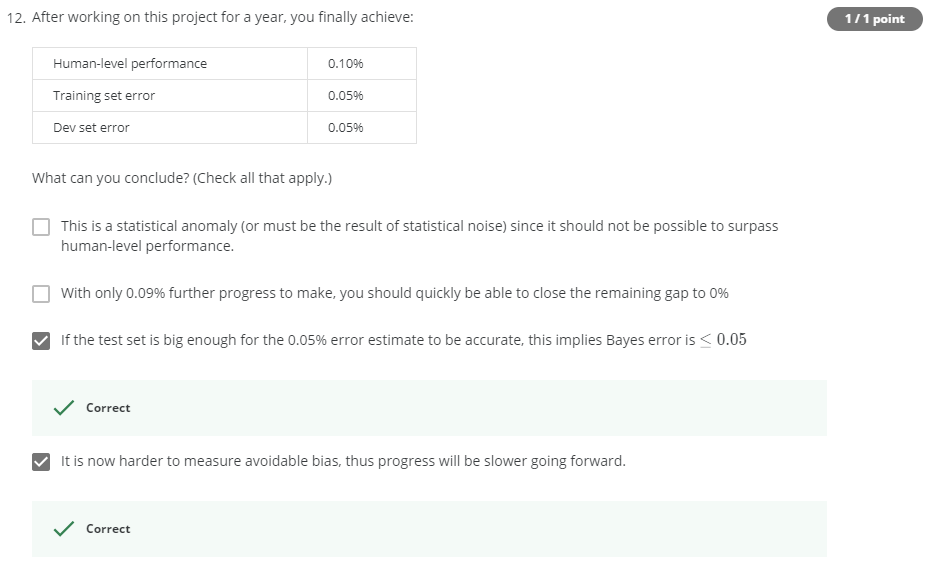 12. After working on this project for a year, you finally achieve:
1 / 1 point
Human-level performance 0.10%
Training set error 0.05%
Dev set error 0.05%
What can you conclude? (Check all that apply.)
This is a statistical anomaly (or must be the result of statistical noise) since it should not be possible to surpass
human-level performance.
With only 0.09% further progress to make, you should quickly be able to close the remaining gap to 0%
If the test set is big enough for the 0.05% error estimate to be accurate, this implies Bayes error is ≤ 0.05
Correct
It is now harder to measure avoidable bias, thus progress will be slower going forward.
Correct